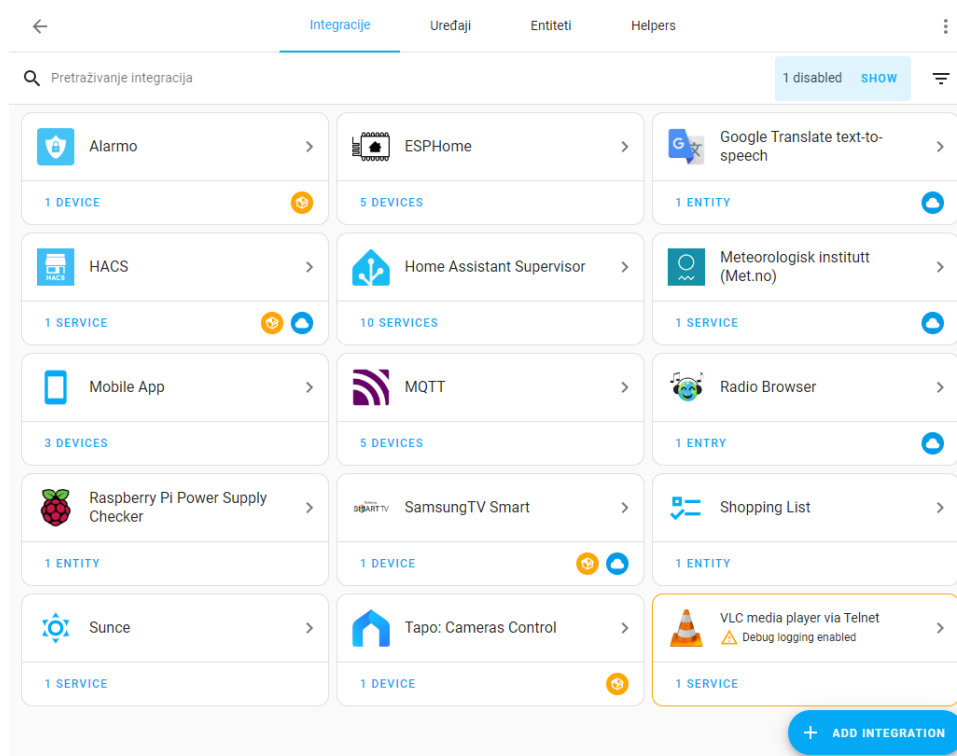 Integracije
Uređaji
Entiteti
Helpers
Pretraživanje integracija
1 disabled
SHOW
Alarmo
1 DEVICE
ESPHome
5 DEVICES
Google Translate text-to-
speech
1 ENTITY
HACS
HACS
1 SERVICE
Home Assistant Supervisor
10 SERVICES
Meteorologisk institutt
(Met.no)
1 SERVICE
Mobile App
3 DEVICES
MQTT
5 DEVICES
Radio Browser
1 ENTRY
Raspberry Pi Power Supply
Checker
1 ENTITY
SMART TV
SamsungTV Smart
1 DEVICE
Shopping List
1 ENTITY
Sunce
1 SERVICE
Tapo: Cameras Control
1 DEVICE
VLC media player via Telnet
Debug logging enabled
1 SERVICE
ADD INTEGRATION